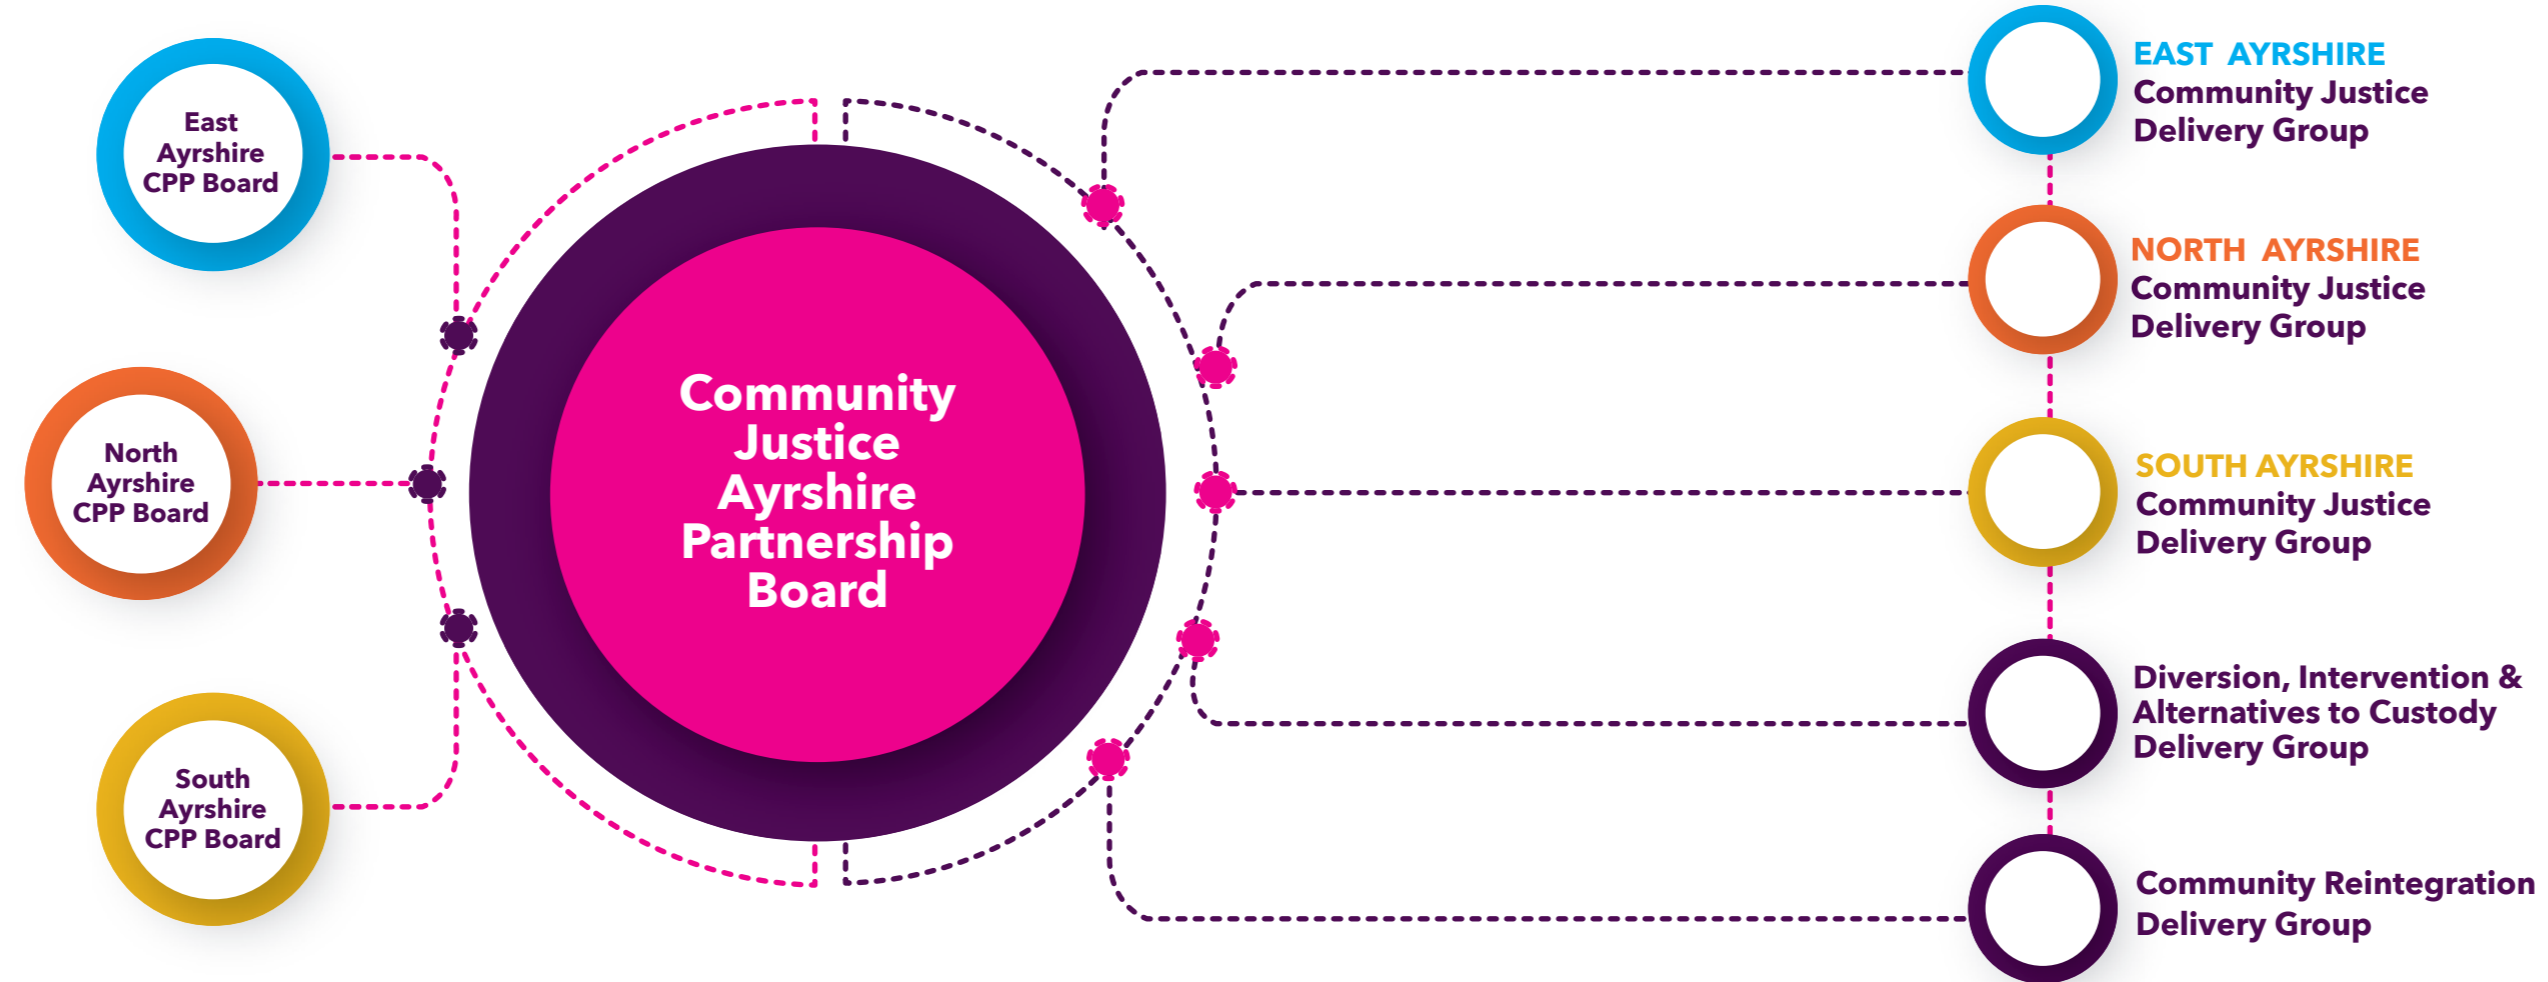 East
Ayrshire
CPP Board
North
Ayrshire
CPP Board
South
Ayrshire
CPP Board
Community
Justice
Ayrshire
Partnership
Board
EAST AYRSHIRE
Community Justice
Delivery Group
NORTH AYRSHIRE
Community Justice
Delivery Group
SOUTH AYRSHIRE
Community Justice
Delivery Group
Diversion, Intervention &
Alternatives to Custody
Delivery Group
Community Reintegration
Delivery Group